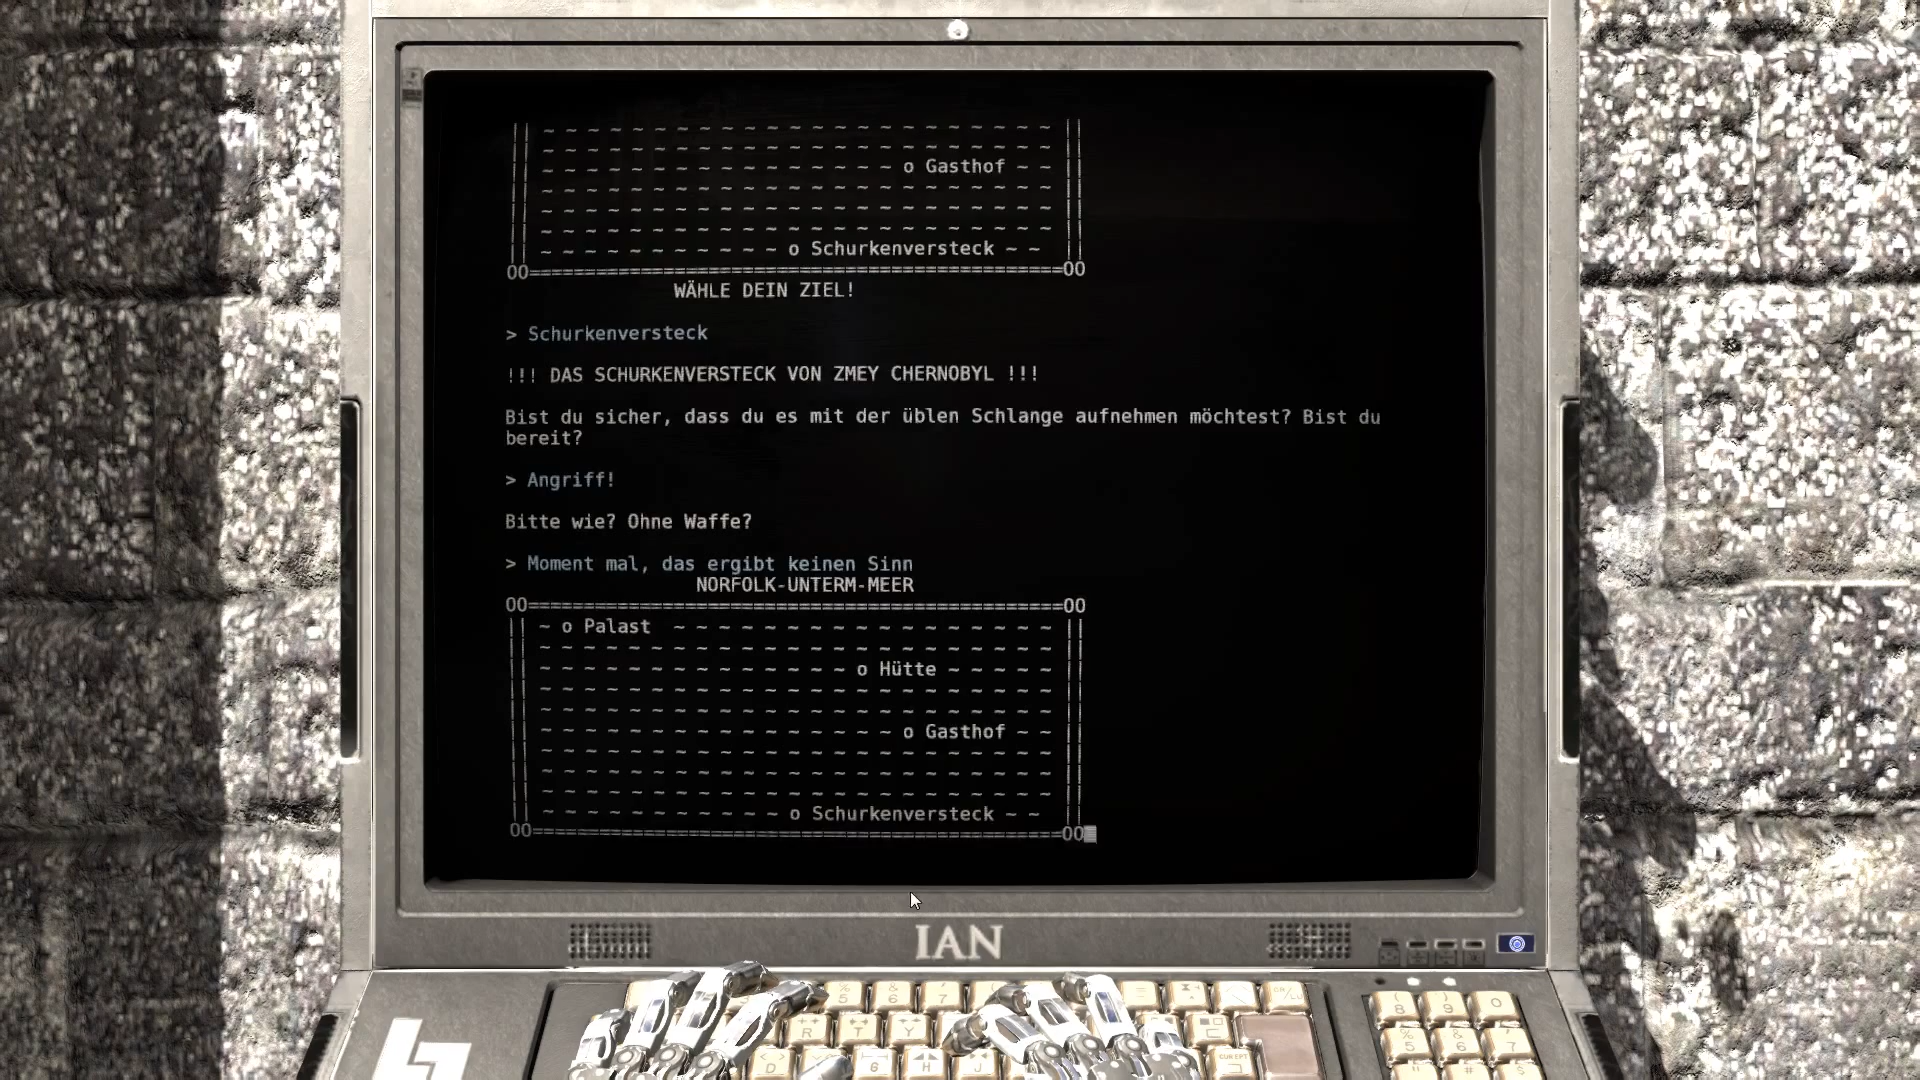 o Gasthof
o Schurkenversteck
WÄHLE DEIN ZIEL!
> Schurkenversteck
!!! DAS SCHURKENVERSTECK VON ZMEY CHERNOBYL !!!
Bist du sicher, dass du es mit der üblen Schlange aufnehmen möchtest? Bist du
bereit?
> Angriff!
Bitte wie? Ohne Waffe?
> Moment mal, das ergibt keinen Sinn
NORFOLK-UNTERM-MEER
o Palast
o Hütte
o Gasthof
o Schurkenversteck
IAN